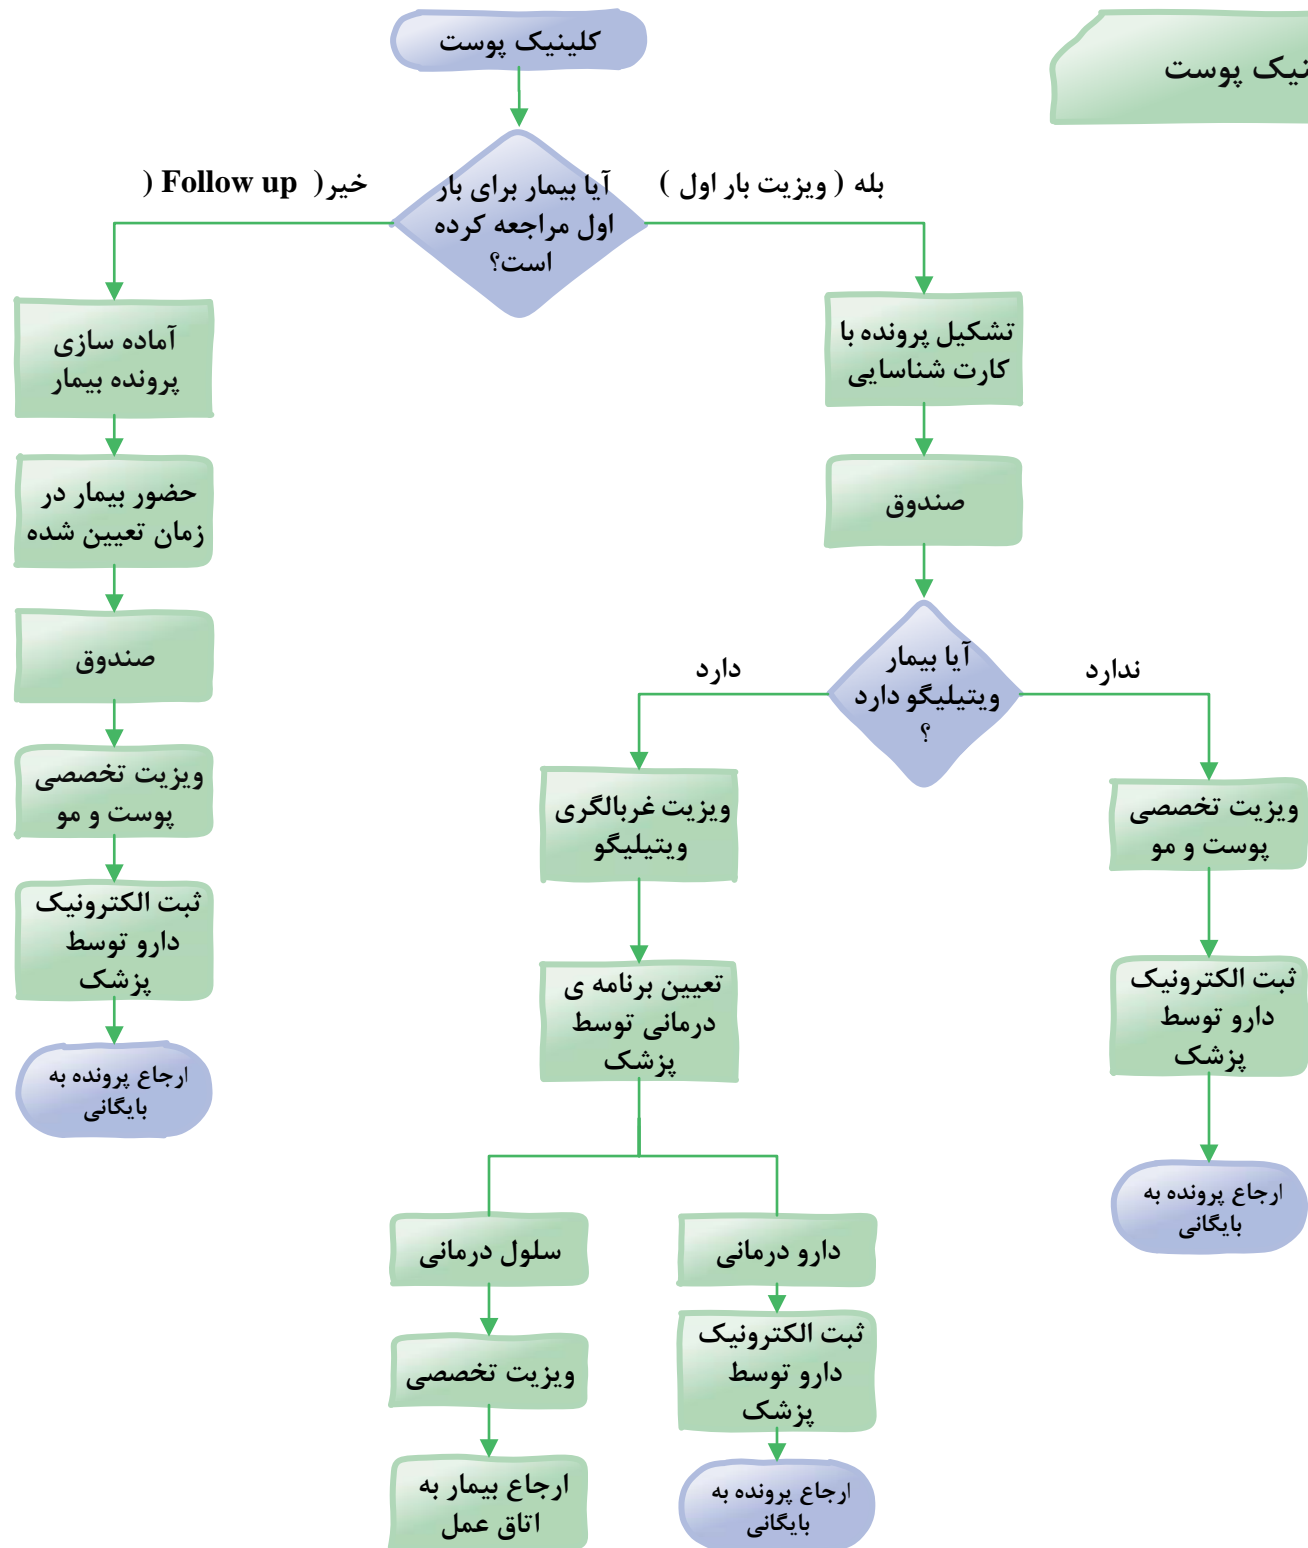 کلینیک پوست
پوست
آیا بیمار برای بار
اول مراجعه کرده
است؟
بله ( ویزیت بار اول )
خیر( Follow up (
تشکیل پرونده با
کارت شناسایی
صندوق
آیا بیمار
ویتیلیگو دارد
؟
ندارد
دارد
ویزیت تخصصی
پوست و مو
ثبت الکترونیک
دارو توسط
پزشک
ارجاع پرونده به
بایگانی
ویزیت غربالگری
ویتیلیگو
تعیین برنامه ی
درمانی توسط
پزشک
دارو درمانی
ثبت الکترونیک
دارو توسط
پزشک
ارجاع پرونده به
بایگانی
سلول درمانی
ویزیت تخصصی
ارجاع بیمار به
اتاق عمل
آماده سازی
پرونده بیمار
حضور بیمار در
زمان تعیین شده
صندوق
ویزیت تخصصی
پوست و مو
ثبت الکترونیک
دارو توسط
پزشک
ارجاع پرونده به
بایگانی